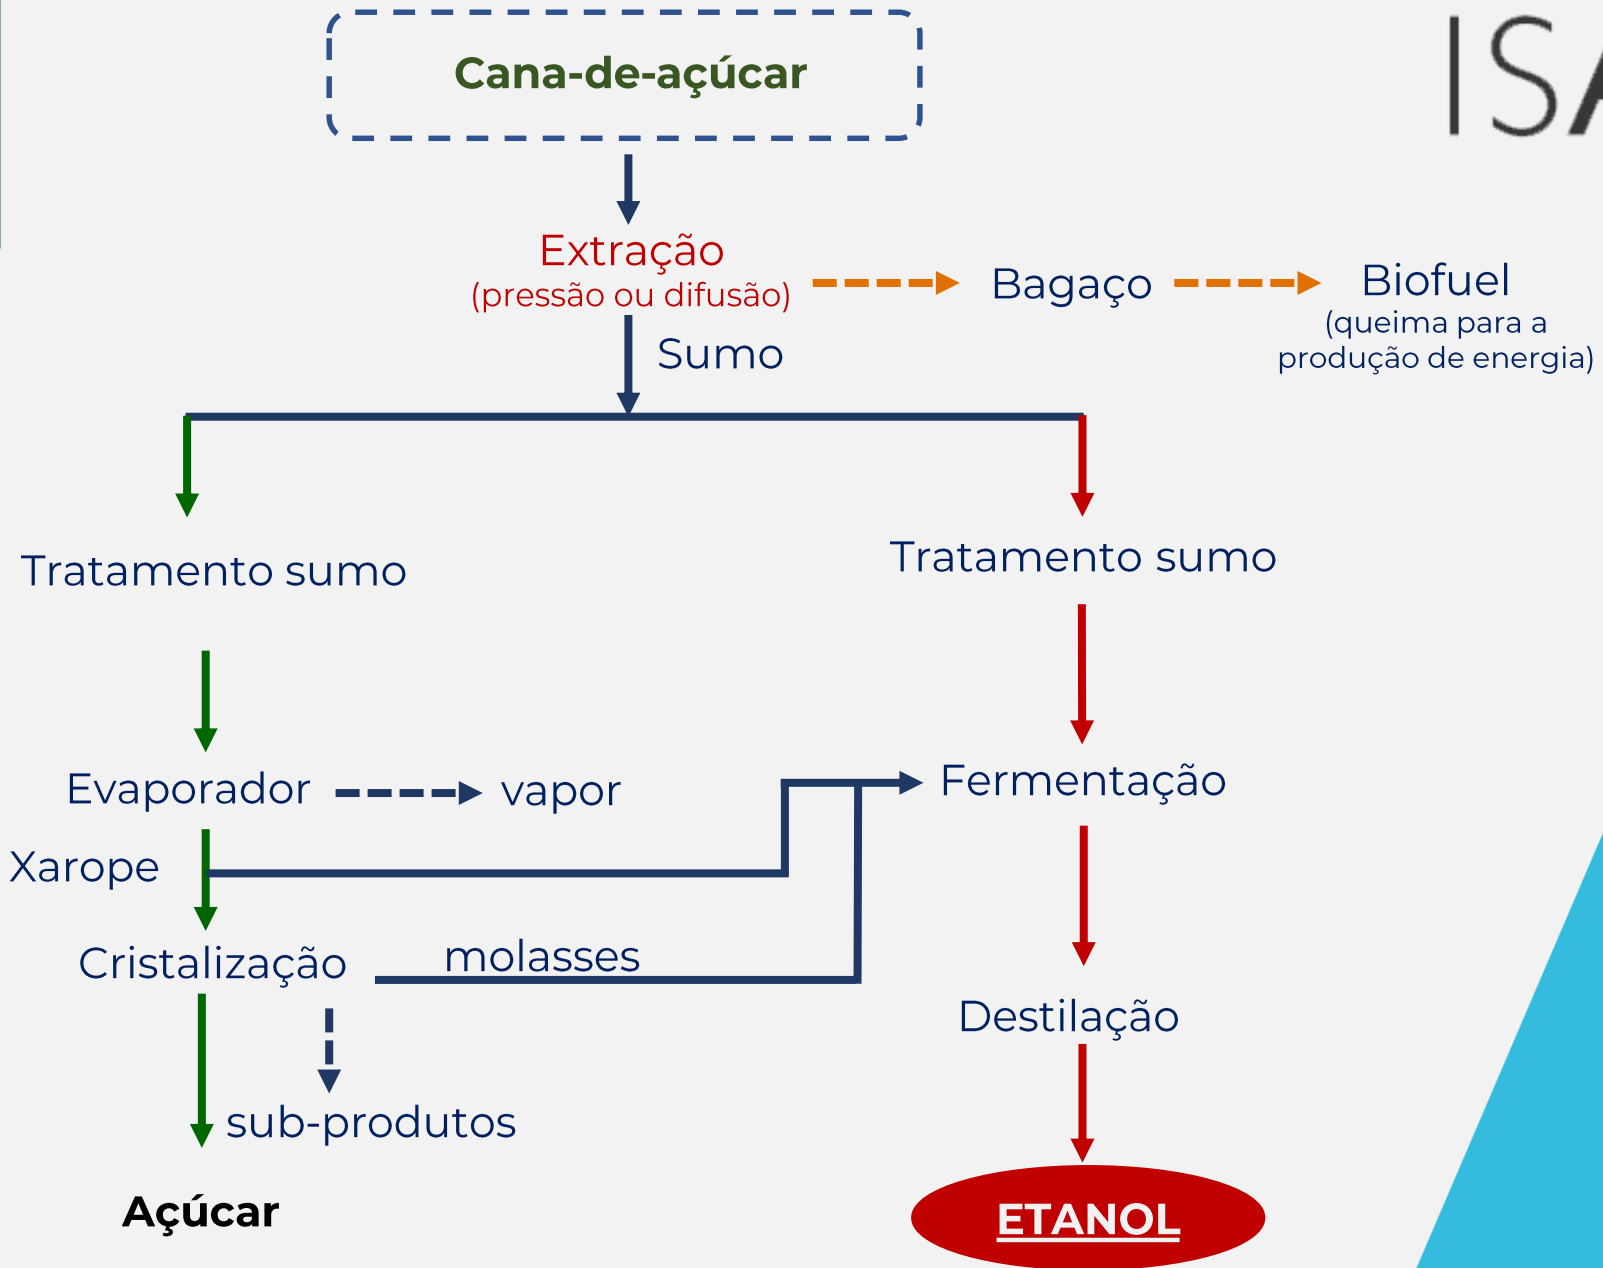 Cana-de-açúcar
ISA
Extração
(pressão ou difusão)
Bagaço
Biofuel
(queima para a
produção de energia)
Sumo
Tratamento sumo
Tratamento sumo
Evaporador
vapor
Fermentação
Xarope
Cristalização
molasses
Destilação
sub-produtos
Açúcar
ETANOL